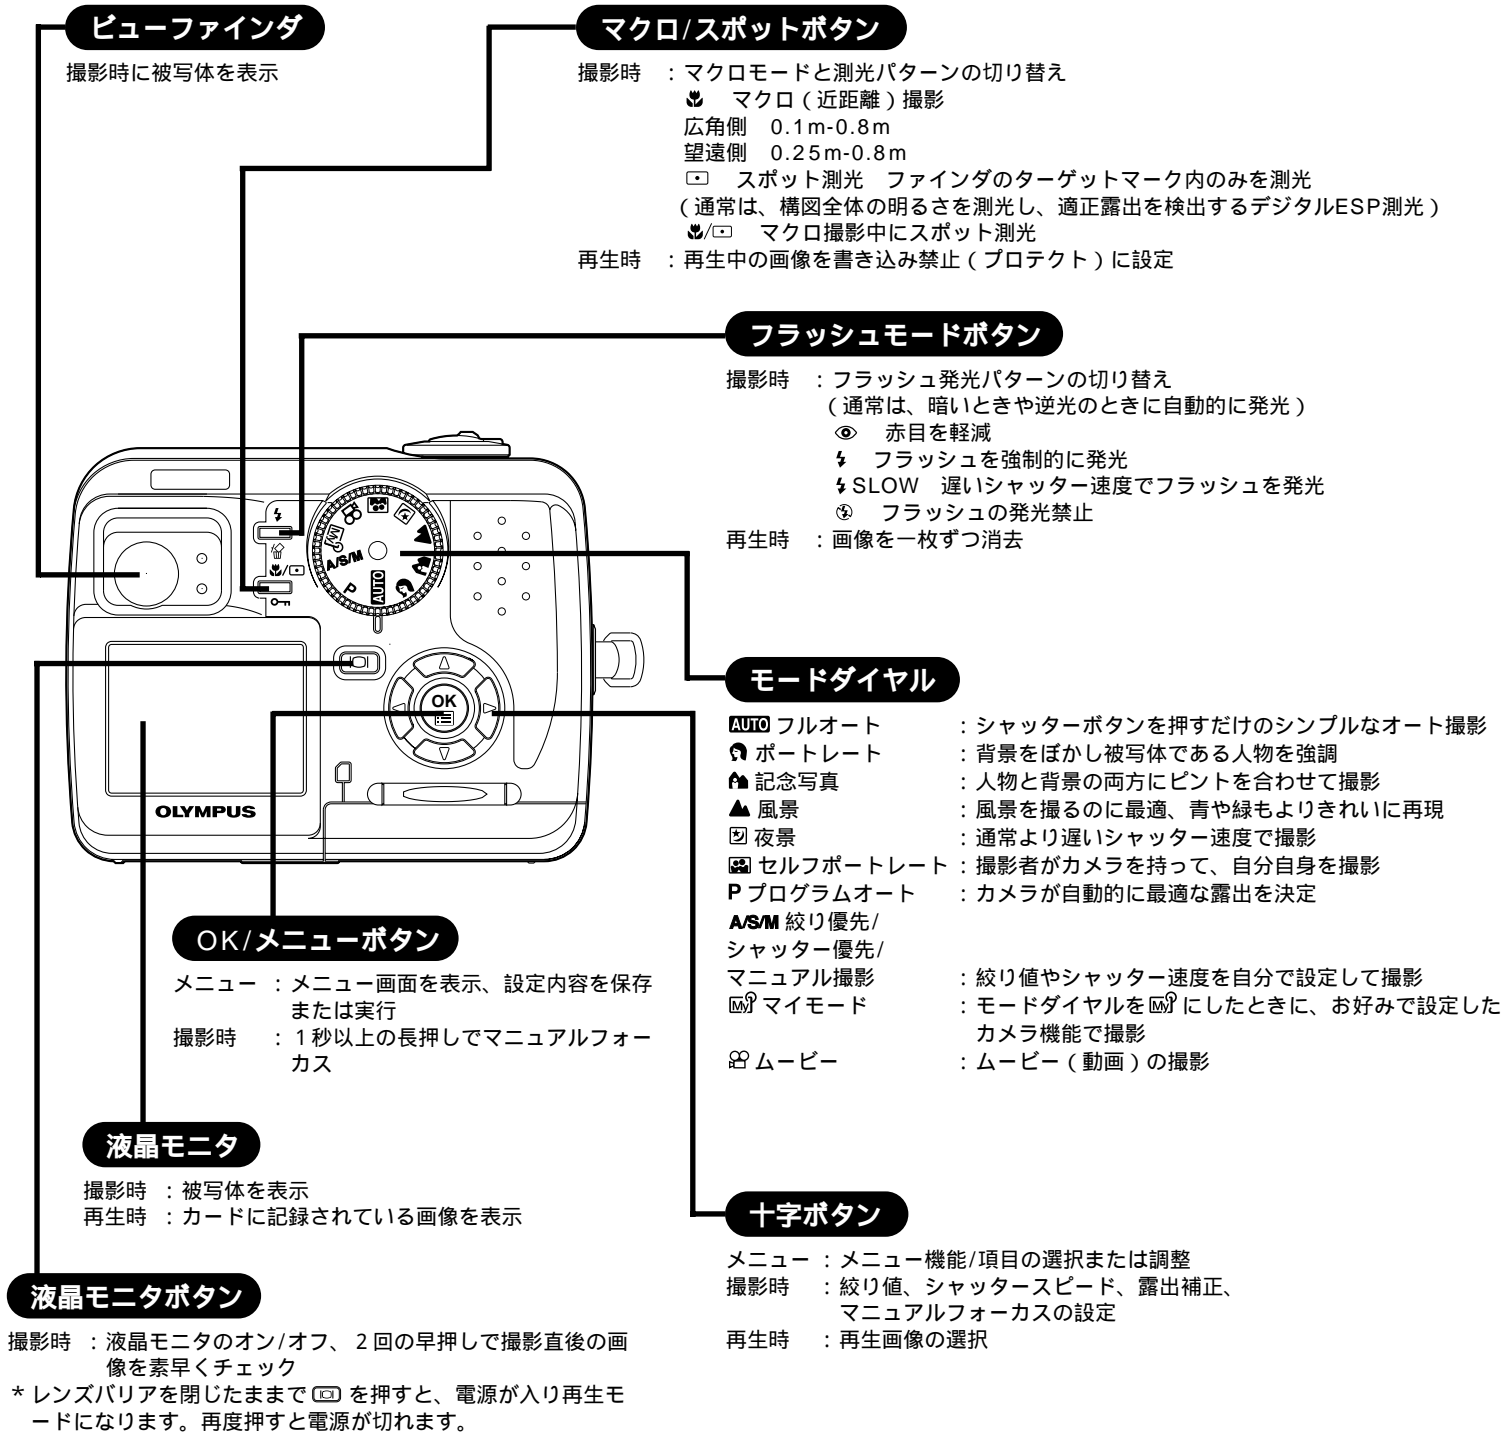 ビューファインダ
撮影時に被写体を表示
マクロ/スポットボタン
撮影時 :マクロモードと測光パターンの切り替え
マクロ(近距離)撮影
広角側 0.1m-0.8m
望遠側 0.25m-0.8m
スポット測光 ファインダのターゲットマーク内のみを測光
(通常は、構図全体の明るさを測光し、適正露出を検出するデジタルESP測光)
/ マクロ撮影中にスポット測光
再生時 :再生中の画像を書き込み禁止(プロテクト)に設定
フラッシュモードボタン
撮影時 :フラッシュ発光パターンの切り替え
(通常は、暗いときや逆光のときに自動的に発光)
赤目を軽減
フラッシュを強制的に発光
SLOW 遅いシャッター速度でフラッシュを発光
フラッシュの発光禁止
再生時 :画像を一枚ずつ消去
A/S/M
My
P
AUTO
OK
OLYMPUS
モードダイヤル
AUTO フルオート :シャッターボタンを押すだけのシンプルなオート撮影
ポートレート :背景をぼかし被写体である人物を強調
記念写真 :人物と背景の両方にピントを合わせて撮影
風景 :風景を撮るのに最適、青や緑もよりきれいに再現
夜景 :通常より遅いシャッター速度で撮影
セルフポートレート :撮影者がカメラを持って、自分自身を撮影
P プログラムオート :カメラが自動的に最適な露出を決定
A/S/M 絞り優先/
シャッター優先/
マニュアル撮影 :絞り値やシャッター速度を自分で設定して撮影
My マイモード :モードダイヤルを My にしたときに、お好みで設定した
カメラ機能で撮影
ムービー :ムービー(動画)の撮影
OK/メニューボタン
メニュー :メニュー画面を表示、設定内容を保存
または実行
撮影時 :1秒以上の長押しでマニュアルフォー
カス
液晶モニタ
撮影時 :被写体を表示
再生時 :カードに記録されている画像を表示
十字ボタン
メニュー :メニュー機能/項目の選択または調整
撮影時 :絞り値、シャッタースピード、露出補正、
マニュアルフォーカスの設定
再生時 :再生画像の選択
液晶モニタボタン
撮影時 :液晶モニタのオン/オフ、2回の早押しで撮影直後の画
像を素早くチェック
*レンズバリアを閉じたままで を押すと、電源が入り再生モ
ードになります。再度押すと電源が切れます。